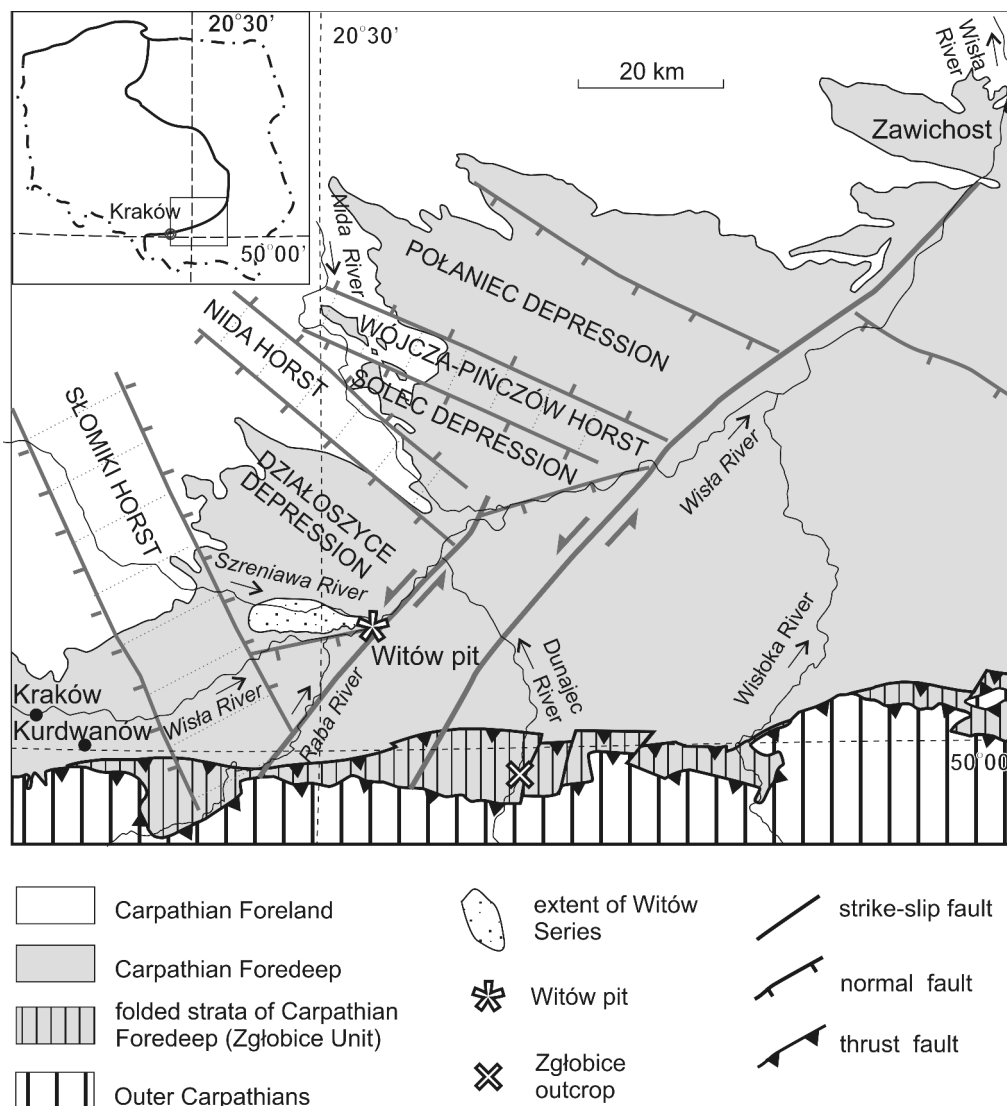 20°30'
20°30'
Kraków
50°00'
20 km
Wisła
River
Zawichost
Nida River
POŁANIEC DEPRESSION
WÓJCZA-PIŃCZÓW HORST
SOLEC DEPRESSION
NIDA HORST
SŁOMIKI HORST
DZIAŁOSZYCE
DEPRESSION
Wisła River
Szreniawa River
Witów pit
Dunajec
River
Wisłoka River
Kraków
Kurdwanów
Wisła River
Raba River
50°00'
Carpathian Foreland
Carpathian Foredeep
folded strata of Carpathian
Foredeep (Zgłobice Unit)
Outer Carpathians
extent of Witów
Series
Witów pit
Zgłobice
outcrop
strike-slip fault
normal fault
thrust fault